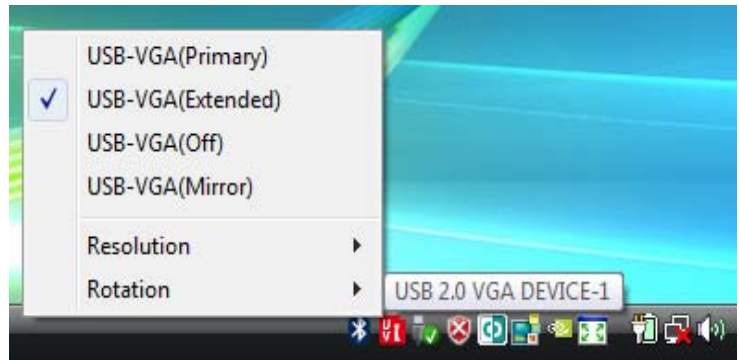 USB-VGA(Primary)
USB-VGA(Extended)
USB-VGA(Off)
USB-VGA(Mirror)
Resolution
Rotation
USB 2.0 VGA DEVICE-1